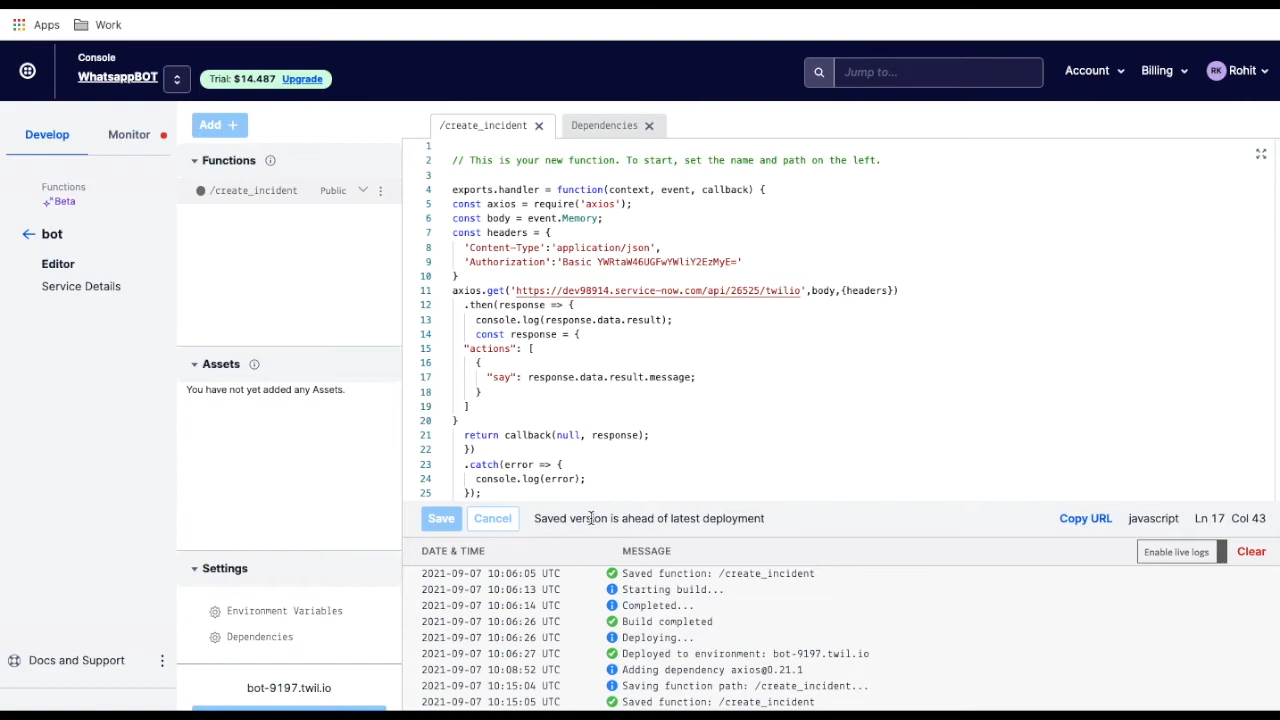 Apps Work
Console
WhatsappBOT
Trial: $14.487 Upgrade
Jump to...
Account
Billing
RK Rohit
Develop
Monitor
Functions
Beta
bot
Editor
Service Details
Docs and Support
Add +
Functions
/create_incident Public
Assets
You have not yet added any Assets.
Settings
Environment Variables
Dependencies
bot-9197.twil.io
/create_incident Dependencies
1
2 // This is your new function. To start, set the name and path on the left.
3
4 exports.handler = function(context, event, callback) {
5 const axios = require('axios');
6 const body = event.Memory;
7 const headers = {
8 'Content-Type':'application/json',
9 'Authorization':'Basic YWRtaW46UGFwYWliY2EzMyE='
10 }
11 axios.get('https://dev98914.service-now.com/api/26525/twilio',body,{headers})
12 .then(response => {
13 console.log(response.data.result);
14 const response = {
15 "actions": [
16 {
17 "say": response.data.result.message;
18 }
19 ]
20 }
21 return callback(null, response);
22 })
23 .catch(error => {
24 console.log(error);
25 });
Save Cancel Saved version is ahead of latest deployment Copy URL javascript Ln 17 Col 43
DATE & TIME MESSAGE Enable live logs Clear
2021-09-07 10:06:05 UTC Saved function: /create_incident
2021-09-07 10:06:13 UTC Starting build...
2021-09-07 10:06:14 UTC Completed...
2021-09-07 10:06:26 UTC Build completed
2021-09-07 10:06:26 UTC Deploying...
2021-09-07 10:06:27 UTC Deployed to environment: bot-9197.twil.io
2021-09-07 10:08:52 UTC Adding dependency axios@0.21.1
2021-09-07 10:15:04 UTC Saving function path: /create_incident...
2021-09-07 10:15:05 UTC Saved function: /create_incident